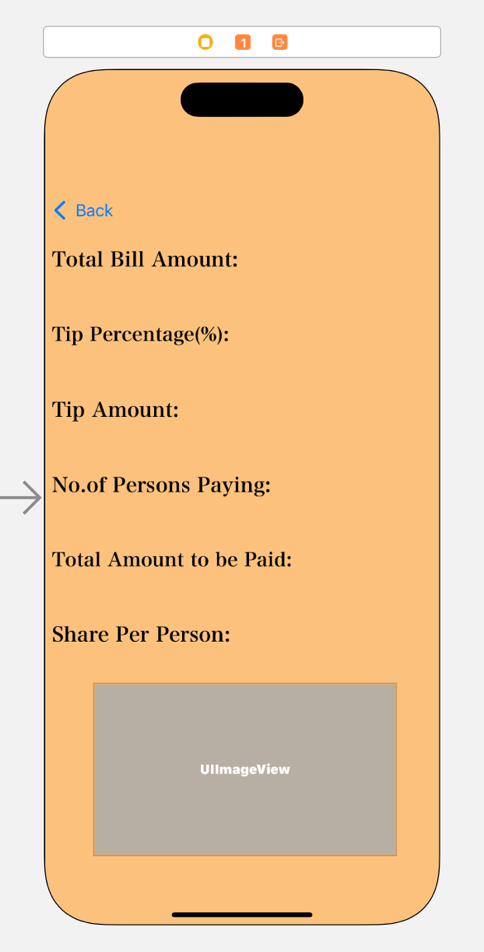 1
Back
Total Bill Amount:
Tip Percentage(%):
Tip Amount:
No.of Persons Paying:
Total Amount to be Paid:
Share Per Person:
UIImageView